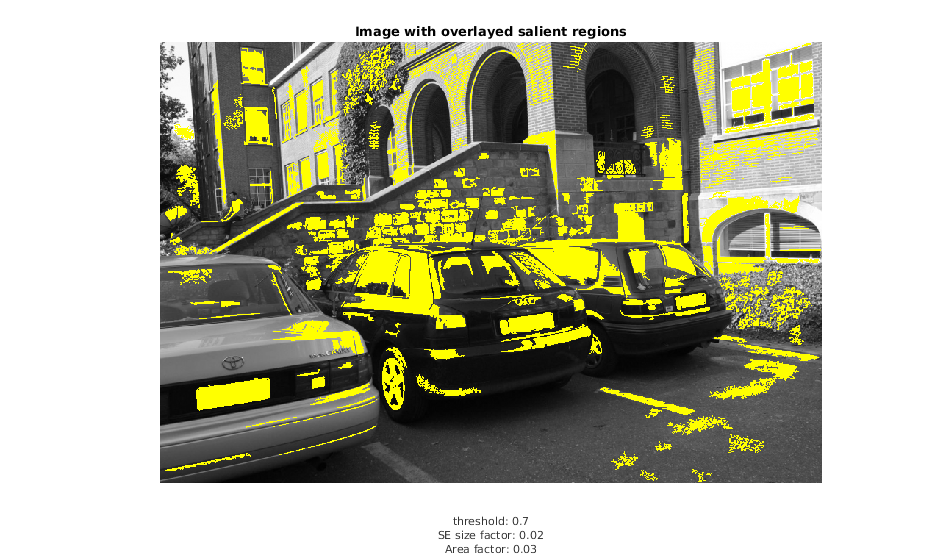 Image with overlayed salient regions
threshold: 0.7
SE size factor: 0.02
Area factor: 0.03